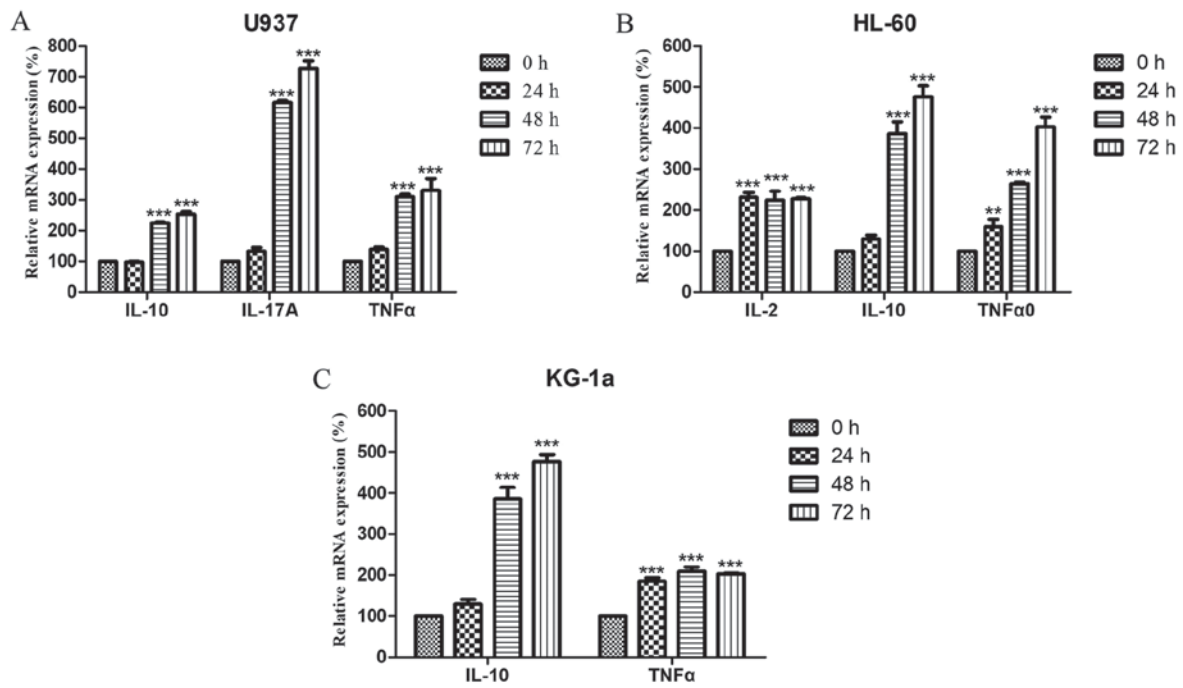 A
U937
Relative mRNA expression (%)
800
700
600
500
400
300
200
100
0
***
***
***
***
***
***
IL-10
IL-17A
TNFα
0 h
24 h
48 h
72 h
B
HL-60
Relative mRNA expression (%)
600
500
400
300
200
100
0
***
***
***
***
***
**
***
***
IL-2
IL-10
TNFα0
0 h
24 h
48 h
72 h
C
KG-1a
Relative mRNA expression (%)
600
500
400
300
200
100
0
***
***
***
***
***
IL-10
TNFα
0 h
24 h
48 h
72 h